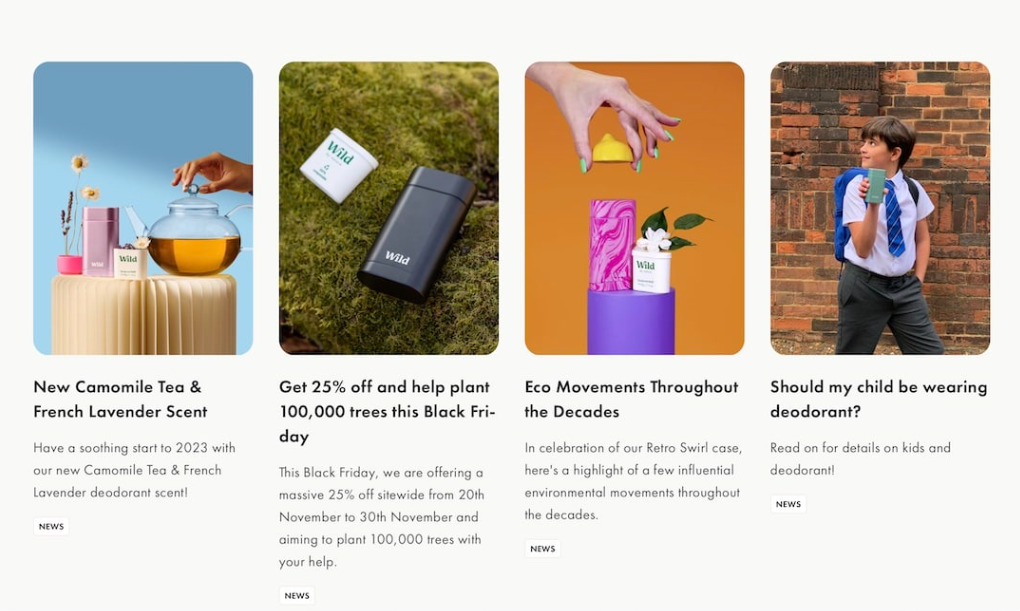 Wild
Wild
Wild
Wild
Wild
New Camomile Tea &
French Lavender Scent
Have a soothing start to 2023 with
our new Camomile Tea & French
Lavender deodorant scent!
NEWS
Get 25% off and help plant
100,000 trees this Black Fri-
day
This Black Friday, we are offering a
massive 25% off sitewide from 20th
November to 30th November and
aiming to plant 100,000 trees with
your help.
NEWS
Eco Movements Throughout
the Decades
In celebration of our Retro Swirl case,
here's a highlight of a few influential
environmental movements throughout
the decades.
NEWS
Should my child be wearing
deodorant?
Read on for details on kids and
deodorant!
NEWS